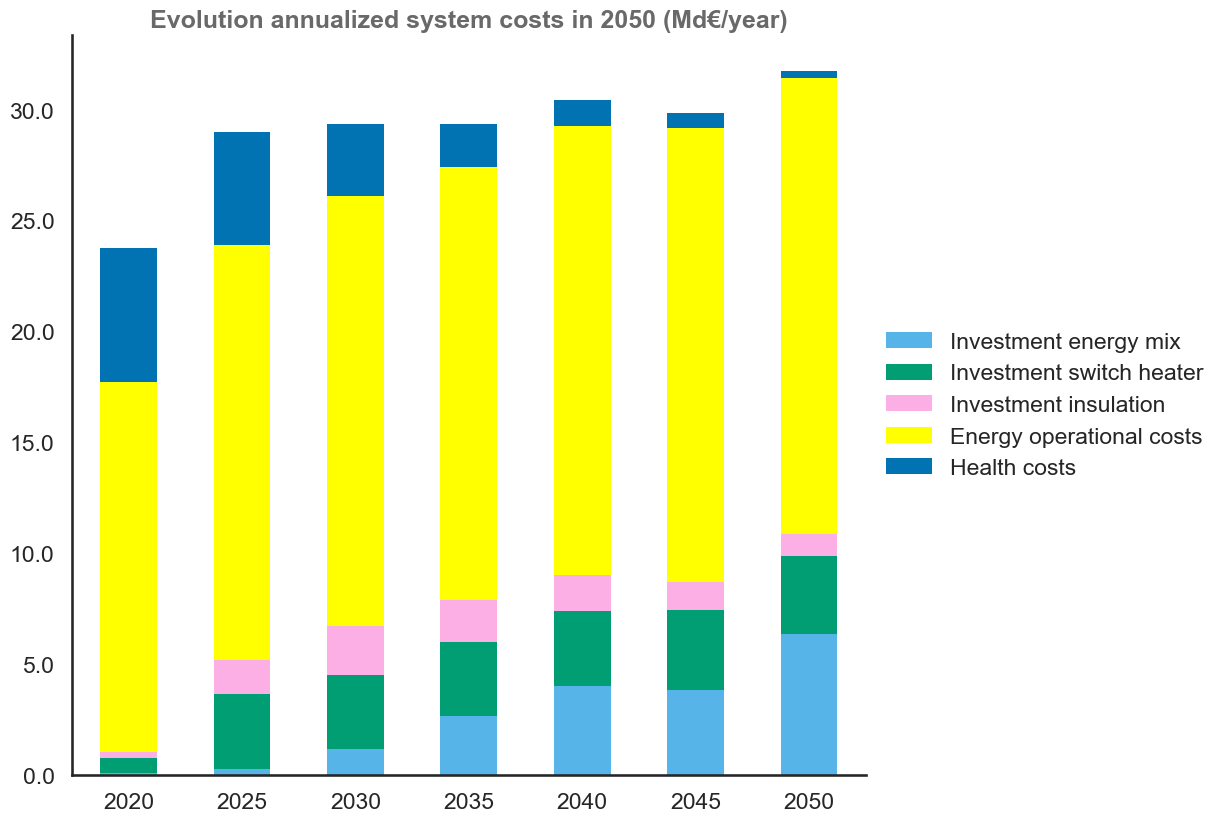 Evolution annualized system costs in 2050 (Md€/year)
30.0
25.0
20.0
15.0
10.0
5.0
0.0
2020 2025 2030 2035 2040 2045 2050
Investment energy mix
Investment switch heater
Investment insulation
Energy operational costs
Health costs